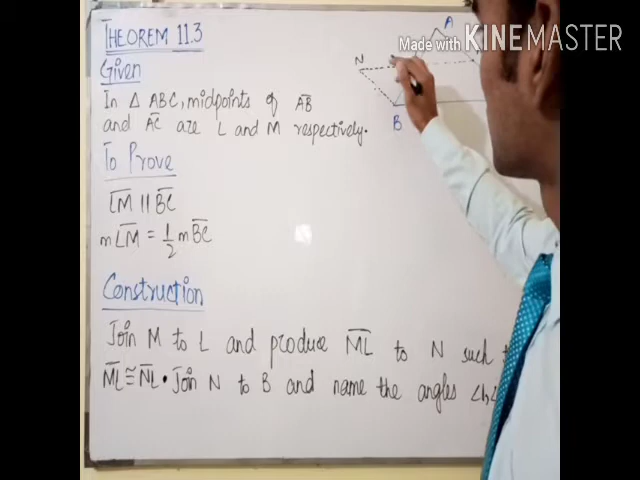 THEOREM 11.3
Given
In △ ABC, midpoints of AB̅
and AC̅ are L and M respectively.
To Prove
LM̅ || BC̅
mLM̅ = 1/2 mBC̅
Construction
Join M to L and produce ML̅ to N such
ML̅ ≅ NL̅. Join N to B and name the angles
A
N
B
Made with KINEMASTER